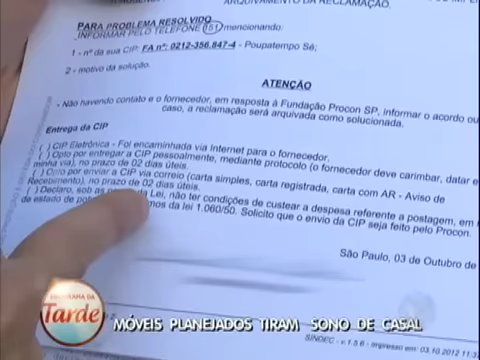 ARQUIVAMENTO DA RECLAMAÇÃO.
PARA PROBLEMA RESOLVIDO
INFORMAR PELO TELEFONE 151 mencionando:
1 - nº da sua CIP: FA nº: 0212-356.847-4 - Poupatempo Sé;
2 - motivo da solução.
ATENÇÃO
- Não havendo contato e o fornecedor, em resposta à Fundação Procon SP, informar o acordo ou
caso, a reclamação será arquivada como solucionada.
Entrega da CIP
( ) CIP Eletrônica - Foi encaminhada via Internet para o fornecedor.
( ) Opto por entregar a CIP pessoalmente, mediante protocolo (o fornecedor deve carimbar, datar e
minha via), no prazo de 02 dias úteis.
( ) Opto por enviar a CIP via correio (carta simples, carta registrada, carta com AR - Aviso de
Recebimento), no prazo de 02 dias úteis.
( ) Declaro, sob as Lei, não ter condições de custear a despesa referente a postagem, em
de estado de nos da lei 1.060/50. Solicito que o envio da CIP seja feito pelo Procon.
São Paulo, 03 de Outubro de
PROGRAMA DA
Tarde
MÓVEIS PLANEJADOS TIRAM SONO DE CASAL
SINDEC - v.1.5.6 - Impresso em: 03.10.2012 11:3